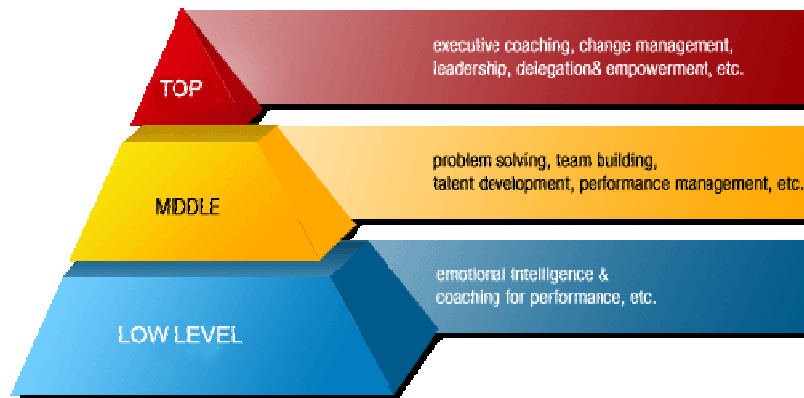 executive coaching, change management,
leadership, delegation& empowerment, etc.
TOP
problem solving, team building,
talent development, performance management, etc.
MIDDLE
emotional intelligence &
coaching for performance, etc.
LOW LEVEL